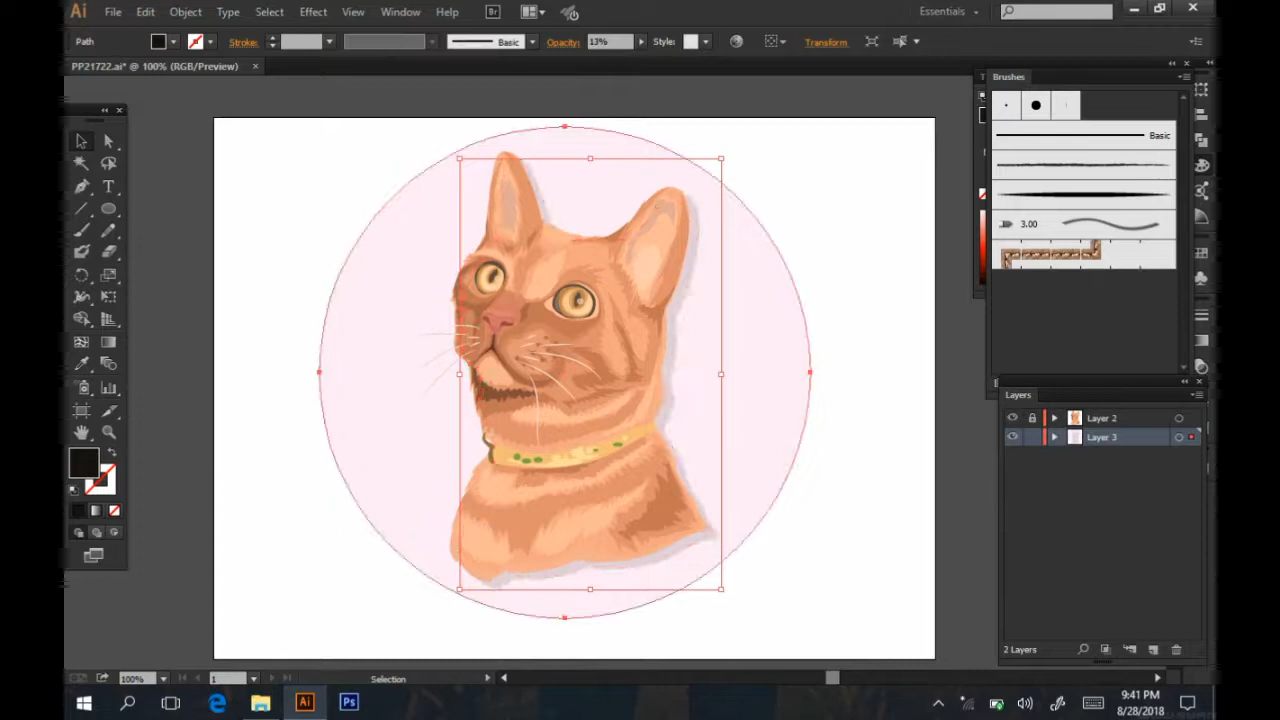 Ai File Edit Object Type Select Effect View Window Help Br Essentials
Path Stroke: Basic Opacity: 13% Style: Transform
PP21722.ai* @ 100% (RGB/Preview) ×
Brushes
Basic
3.00
Layers
Layer 2
Layer 3
2 Layers
100% 1 Selection
Ai Ps
9:41 PM
8/28/2018